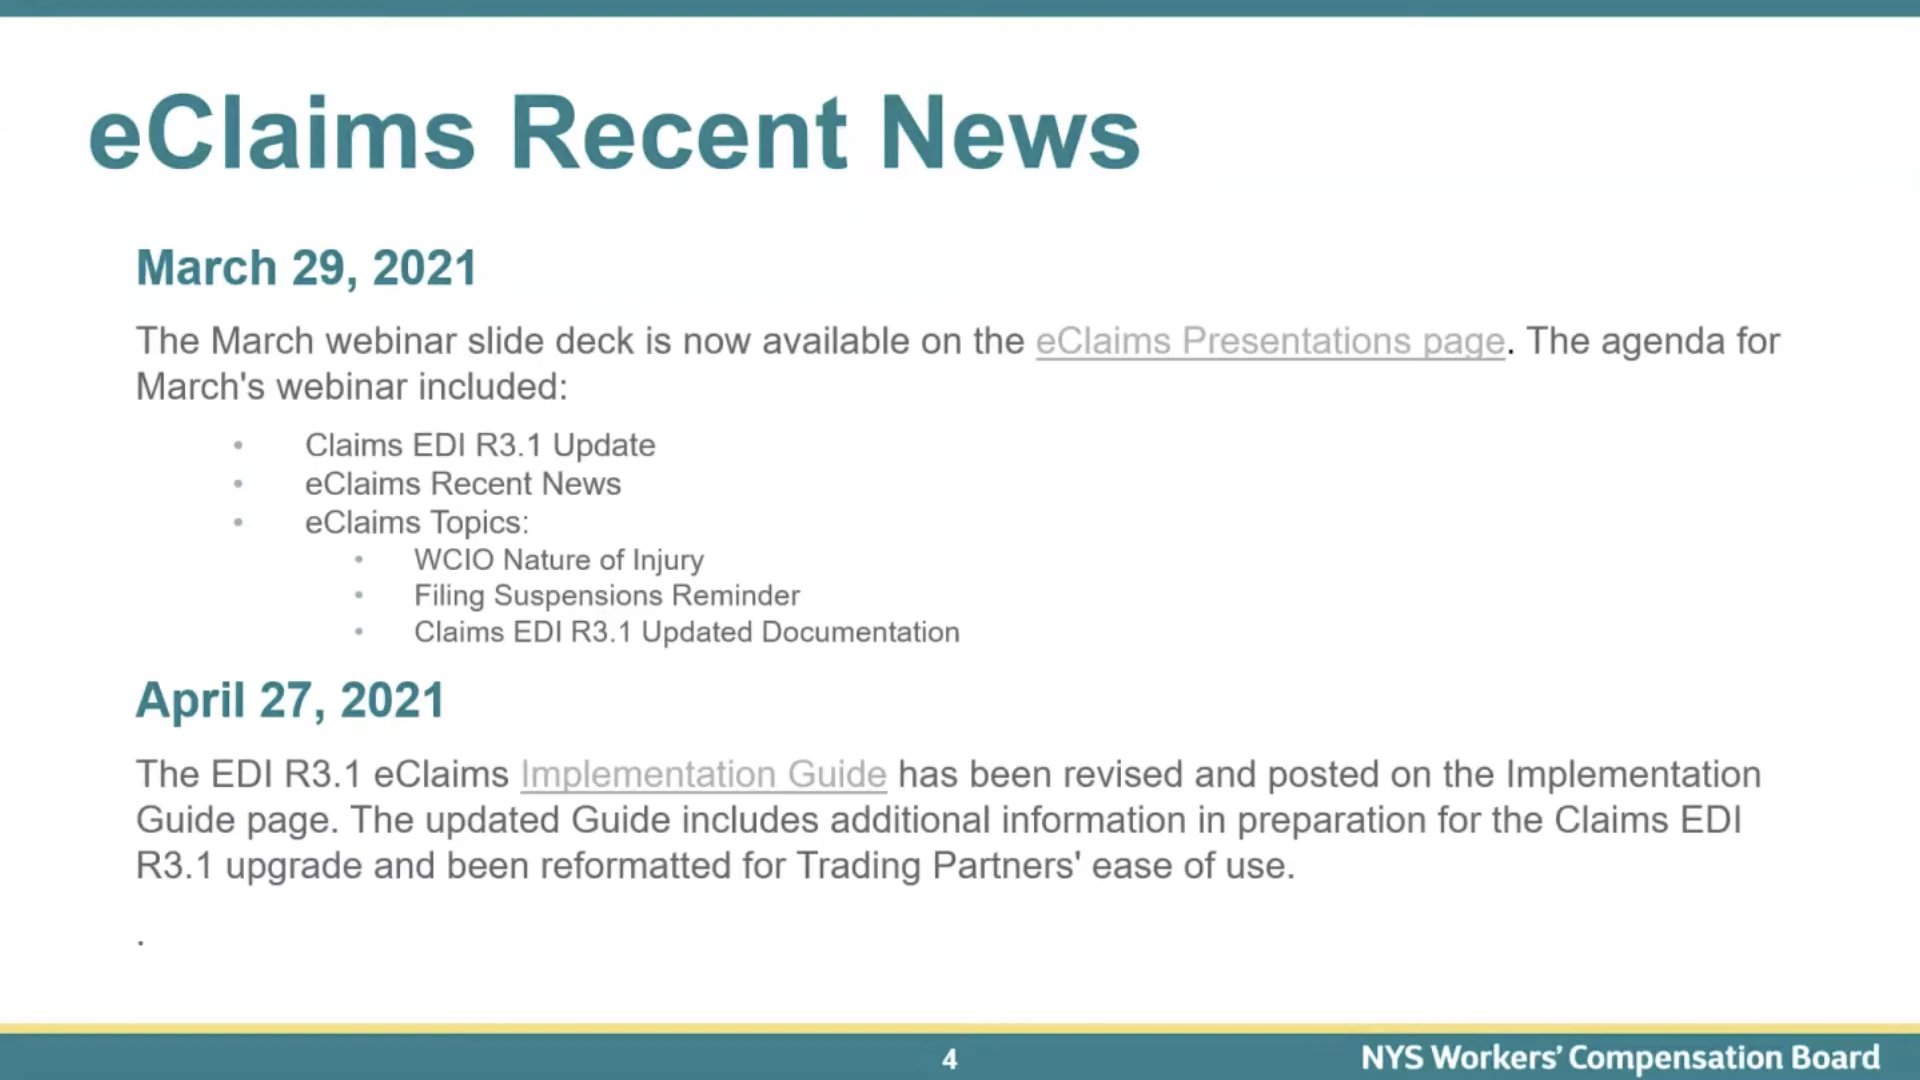 eClaims Recent News
March 29, 2021
The March webinar slide deck is now available on the eClaims Presentations page. The agenda for
March's webinar included:
• Claims EDI R3.1 Update
• eClaims Recent News
• eClaims Topics:
• WCIO Nature of Injury
• Filing Suspensions Reminder
• Claims EDI R3.1 Updated Documentation
April 27, 2021
The EDI R3.1 eClaims Implementation Guide has been revised and posted on the Implementation
Guide page. The updated Guide includes additional information in preparation for the Claims EDI
R3.1 upgrade and been reformatted for Trading Partners' ease of use.
.
4
NYS Workers’ Compensation Board